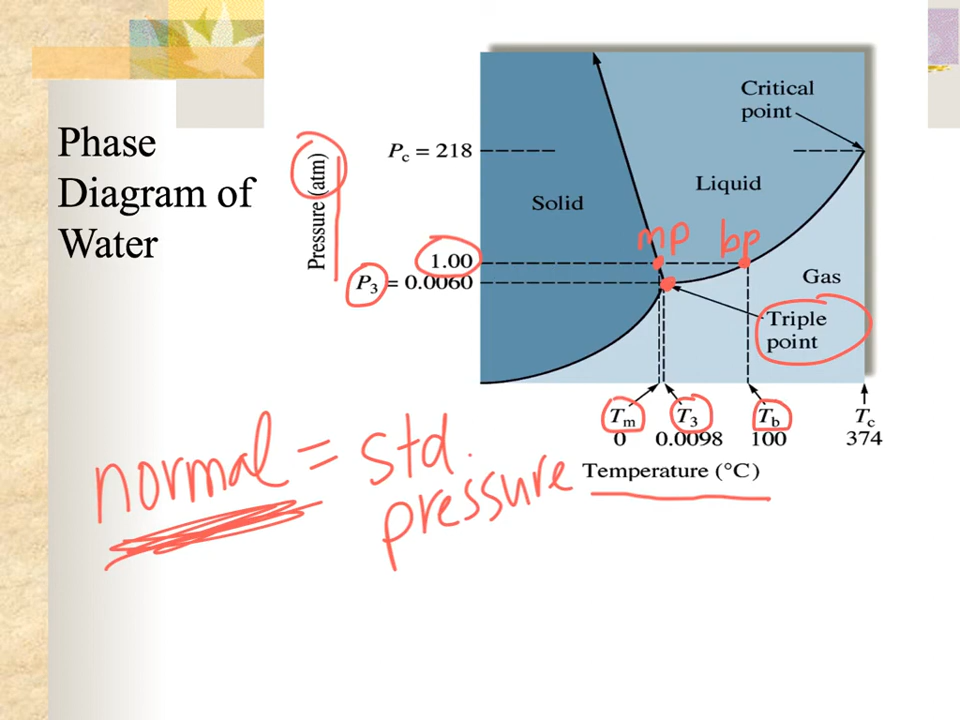 Phase
Diagram of
Water
Pressure (atm)
Pc = 218
1.00
P3 = 0.0060
Critical
point
Solid
Liquid
mp
bp
Gas
Triple
point
Tm
T3
Tb
Tc
0
0.0098
100
374
Temperature (°C)
normal = std.
pressure